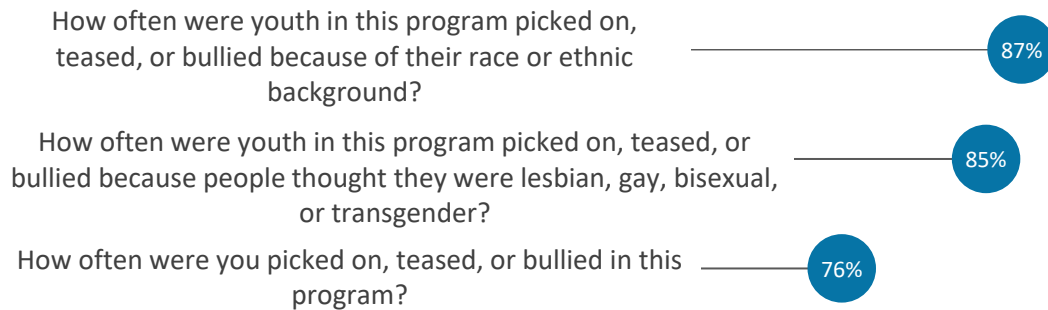 How often were youth in this program picked on,
teased, or bullied because of their race or ethnic
background?
87%
How often were youth in this program picked on, teased, or
bullied because people thought they were lesbian, gay, bisexual,
or transgender?
85%
How often were you picked on, teased, or bullied in this
program?
76%